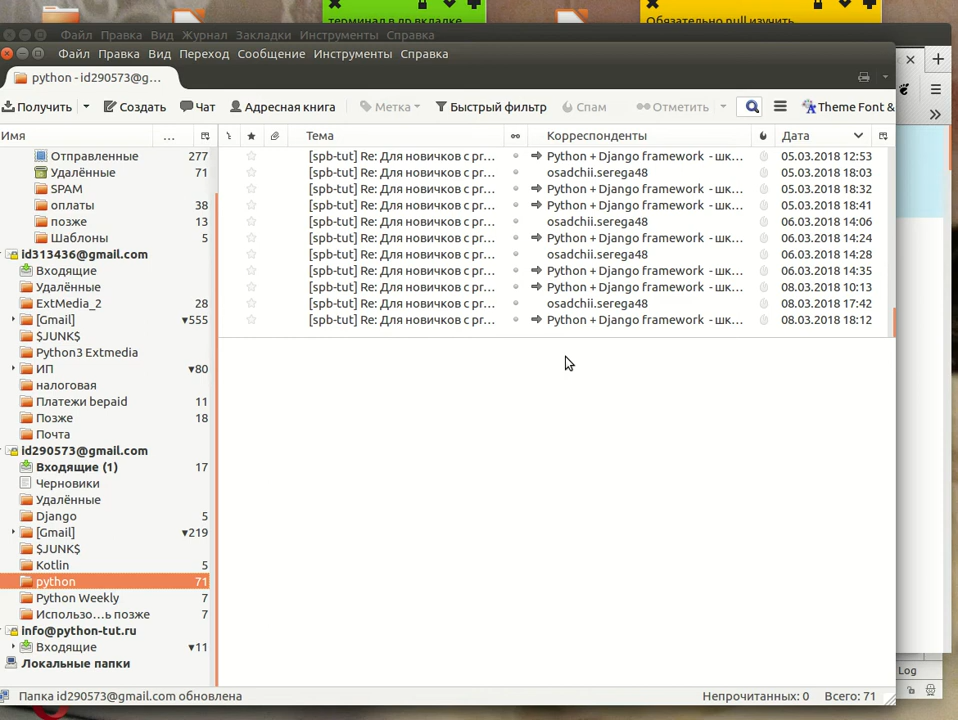 терминал в др вкладке
Обязательно pull изучить
Файл Правка Вид Журнал Закладки Инструменты Справка
Файл Правка Вид Переход Сообщение Инструменты Справка
python - id290573@g...
Получить Создать Чат Адресная книга Метка Быстрый фильтр Спам Отметить Theme Font &
Имя ... Тема Корреспонденты Дата
Отправленные 277
Удалённые 71
SPAM
оплаты 38
позже 13
Шаблоны 5
id313436@gmail.com
Входящие
Удалённые
ExtMedia_2 28
[Gmail] ▾555
$JUNK$
Python3 Extmedia
ИП ▾80
налоговая
Платежи bepaid 11
Позже 18
Почта
id290573@gmail.com
Входящие (1) 17
Черновики
Удалённые
Django 5
[Gmail] ▾219
$JUNK$
Kotlin 5
python 71
Python Weekly 7
Использо...ь позже 7
info@python-tut.ru
Входящие ▾11
Локальные папки
[spb-tut] Re: Для новичков с pr... Python + Django framework - шк... 05.03.2018 12:53
[spb-tut] Re: Для новичков с pr... osadchii.serega48 05.03.2018 18:03
[spb-tut] Re: Для новичков с pr... Python + Django framework - шк... 05.03.2018 18:32
[spb-tut] Re: Для новичков с pr... Python + Django framework - шк... 05.03.2018 18:41
[spb-tut] Re: Для новичков с pr... osadchii.serega48 06.03.2018 14:06
[spb-tut] Re: Для новичков с pr... Python + Django framework - шк... 06.03.2018 14:24
[spb-tut] Re: Для новичков с pr... osadchii.serega48 06.03.2018 14:28
[spb-tut] Re: Для новичков с pr... Python + Django framework - шк... 06.03.2018 14:35
[spb-tut] Re: Для новичков с pr... Python + Django framework - шк... 08.03.2018 10:13
[spb-tut] Re: Для новичков с pr... osadchii.serega48 08.03.2018 17:42
[spb-tut] Re: Для новичков с pr... Python + Django framework - шк... 08.03.2018 18:12
Log
Папка id290573@gmail.com обновлена Непрочитанных: 0 Всего: 71